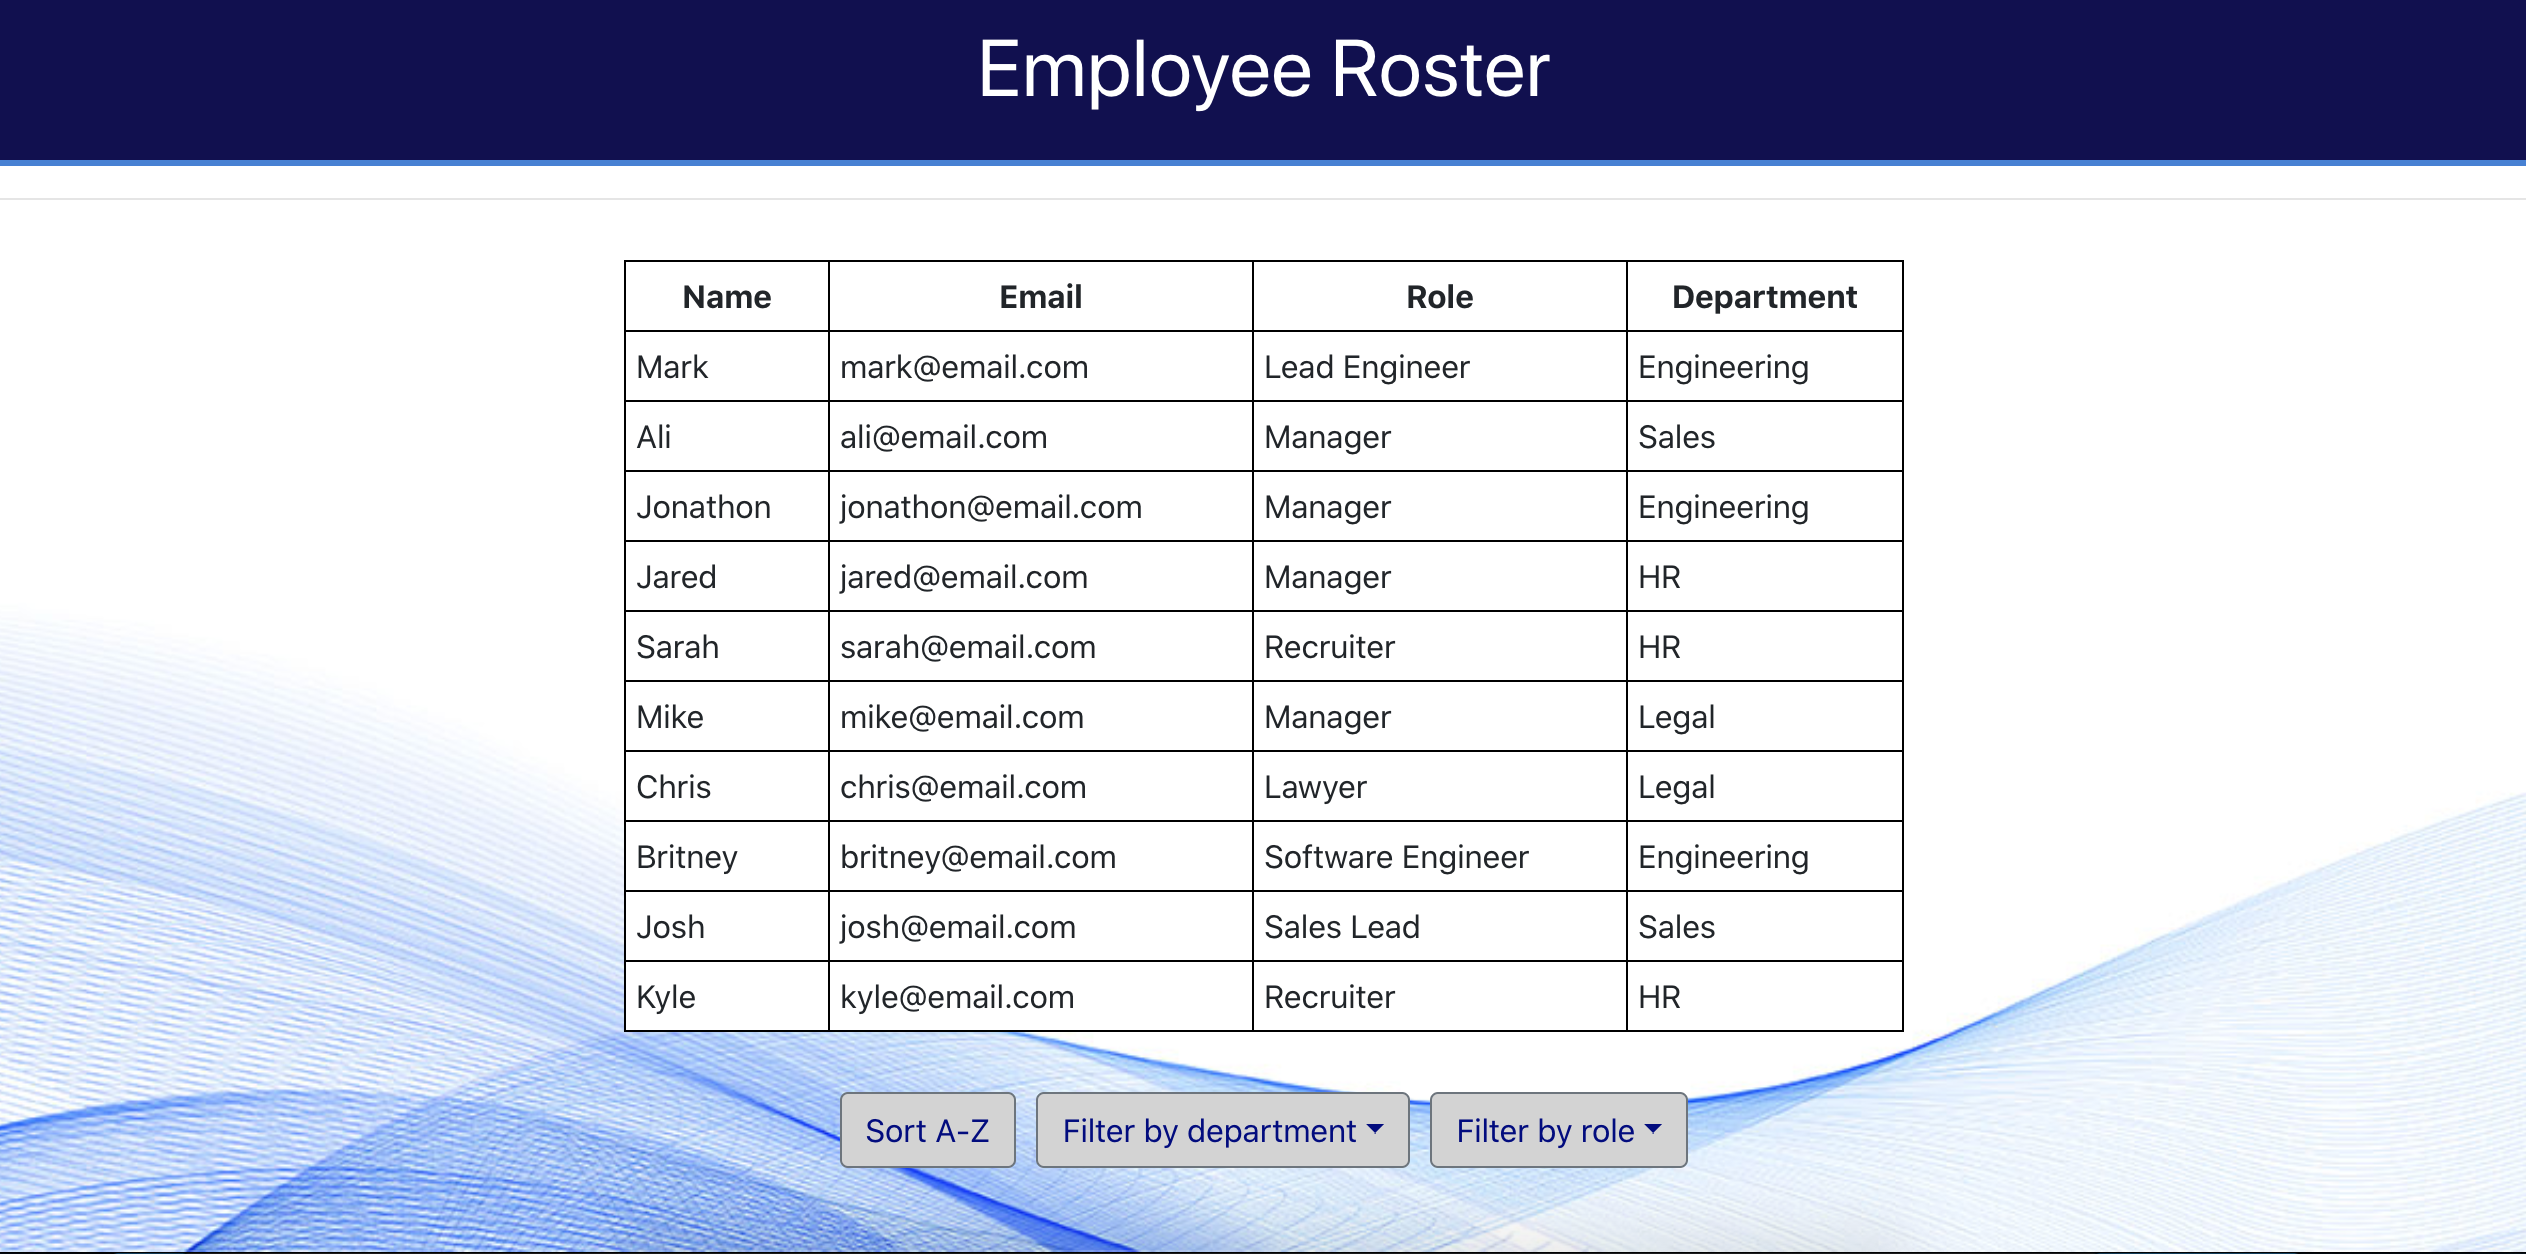 Employee Roster
Name Email Role Department
Mark mark@email.com Lead Engineer Engineering
Ali ali@email.com Manager Sales
Jonathon jonathon@email.com Manager Engineering
Jared jared@email.com Manager HR
Sarah sarah@email.com Recruiter HR
Mike mike@email.com Manager Legal
Chris chris@email.com Lawyer Legal
Britney britney@email.com Software Engineer Engineering
Josh josh@email.com Sales Lead Sales
Kyle kyle@email.com Recruiter HR
Sort A-Z Filter by department Filter by role